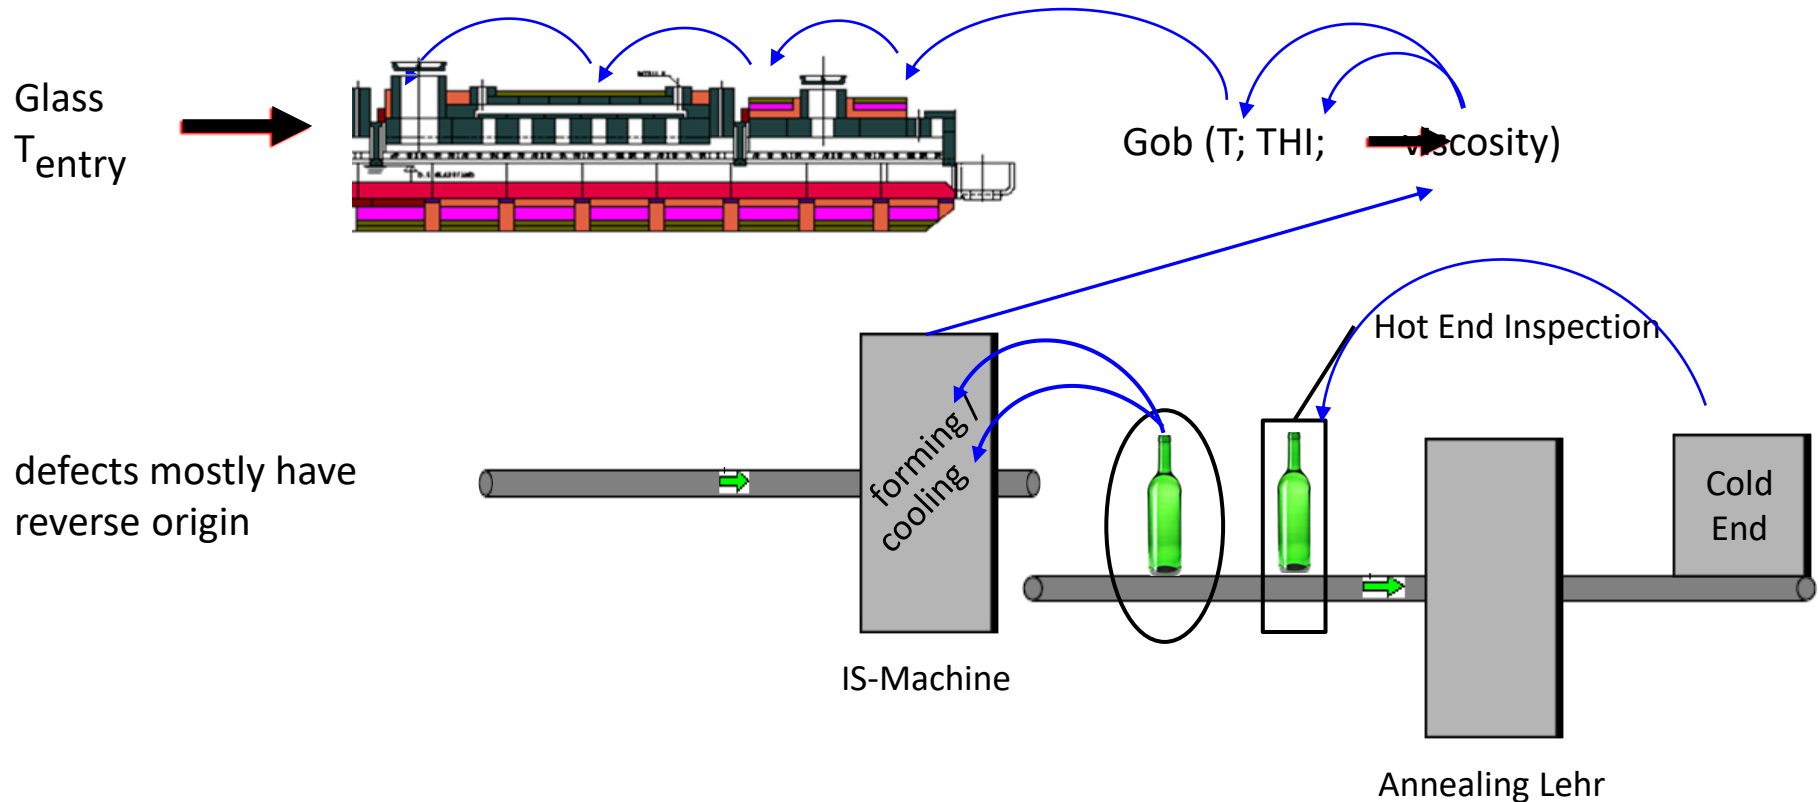 Glass
Tentry
Gob (T; THI; viscosity)
Hot End Inspection
forming /
cooling
defects mostly have
reverse origin
Cold
End
IS-Machine
Annealing Lehr